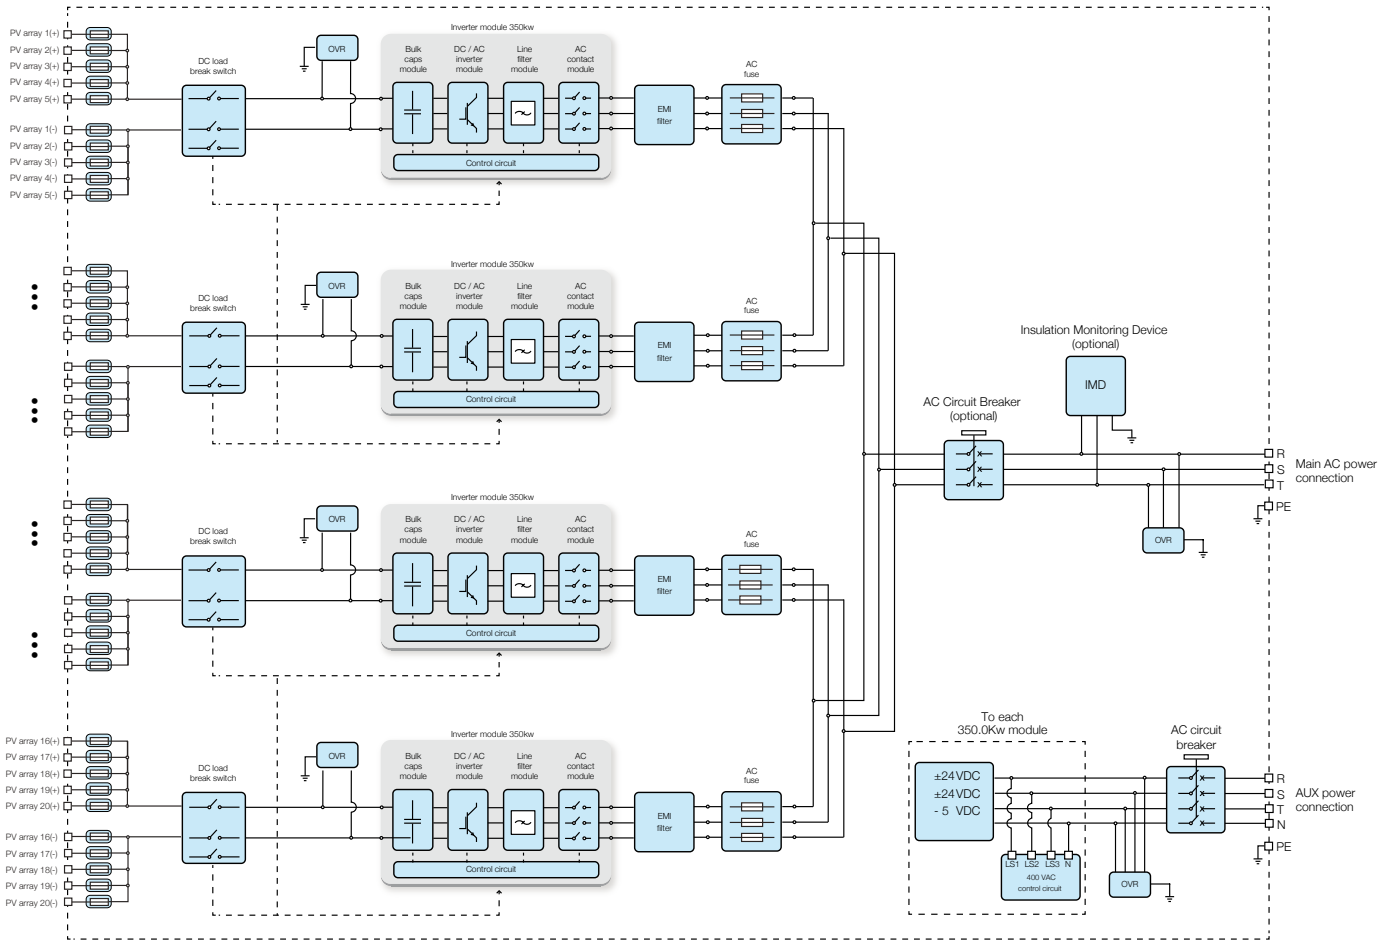 PV array 1(+)
PV array 2(+)
PV array 3(+)
PV array 4(+)
PV array 5(+)
PV array 1(-)
PV array 2(-)
PV array 3(-)
PV array 4(-)
PV array 5(-)
DC load
break switch
OVR
Inverter module 350kw
Bulk
caps
module
DC / AC
inverter
module
Line
filter
module
AC
contact
module
Control circuit
EMI
filter
AC
fuse
DC load
break switch
OVR
Inverter module 350kw
Bulk
caps
module
DC / AC
inverter
module
Line
filter
module
AC
contact
module
Control circuit
EMI
filter
AC
fuse
Insulation Monitoring Device
(optional)
IMD
AC Circuit Breaker
(optional)
R
S
T
Main AC power
connection
PE
OVR
DC load
break switch
OVR
Inverter module 350kw
Bulk
caps
module
DC / AC
inverter
module
Line
filter
module
AC
contact
module
Control circuit
EMI
filter
AC
fuse
PV array 16(+)
PV array 17(+)
PV array 18(+)
PV array 19(+)
PV array 20(+)
PV array 16(-)
PV array 17(-)
PV array 18(-)
PV array 19(-)
PV array 20(-)
DC load
break switch
OVR
Inverter module 350kw
Bulk
caps
module
DC / AC
inverter
module
Line
filter
module
AC
contact
module
Control circuit
EMI
filter
AC
fuse
To each
350.0Kw module
±24VDC
±24VDC
- 5 VDC
LS1 LS2 LS3 N
400 VAC
control circuit
AC circuit
breaker
OVR
R
S
T
N
AUX power
connection
PE